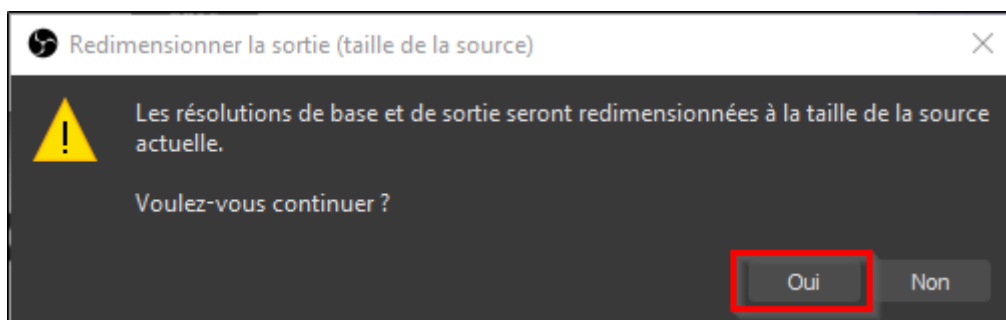 Redimensionner la sortie (taille de la source)
Les résolutions de base et de sortie seront redimensionnées à la taille de la source
actuelle.
Voulez-vous continuer ?
Oui Non